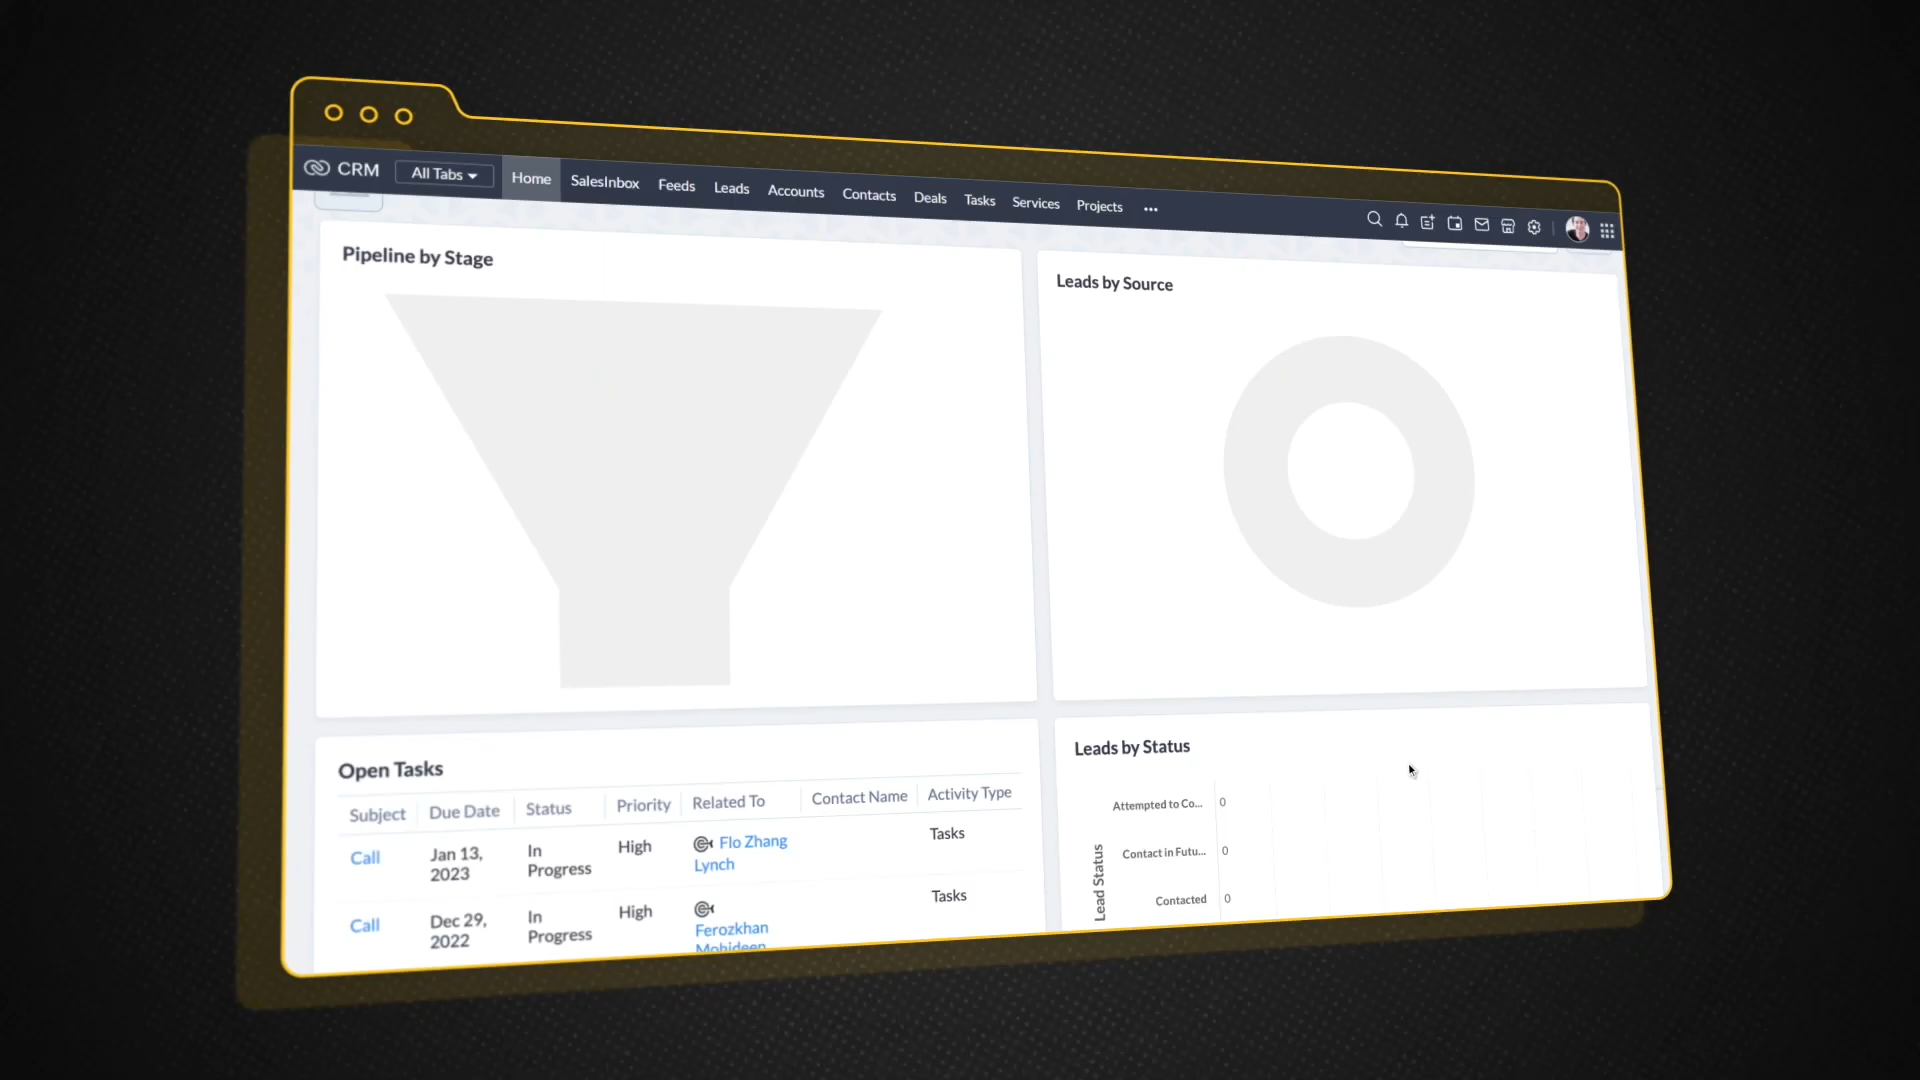 CRM
All Tabs
Home
SalesInbox
Feeds
Leads
Accounts
Contacts
Deals
Tasks
Services
Projects
Pipeline by Stage
Leads by Source
Open Tasks
Subject
Due Date
Status
Priority
Related To
Contact Name
Activity Type
Call
Jan 13,
2023
In
Progress
High
Flo Zhang
Lynch
Tasks
Call
Dec 29,
2022
In
Progress
High
Ferozkhan
Mohideen
Tasks
Leads by Status
Lead Status
Attempted to Co... 0
Contact in Futu... 0
Contacted 0